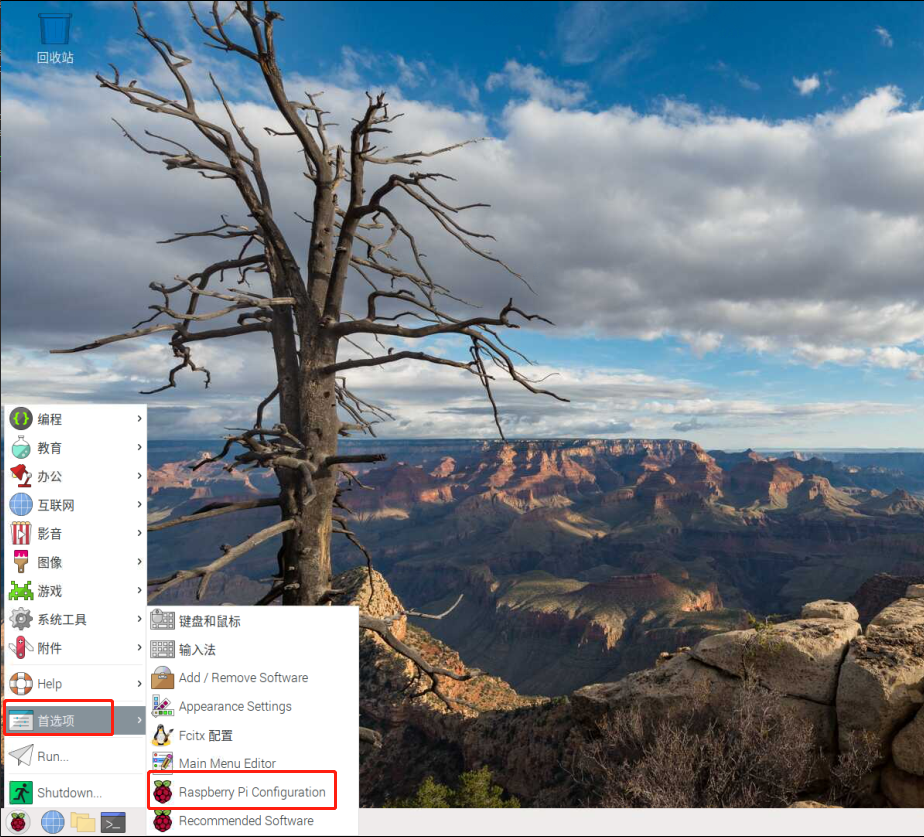 回收站
编程
教育
办公
互联网
影音
图像
游戏
系统工具
附件
Help
首选项
Run...
Shutdown...
键盘和鼠标
输入法
Add / Remove Software
Appearance Settings
Fcitx 配置
Main Menu Editor
Raspberry Pi Configuration
Recommended Software